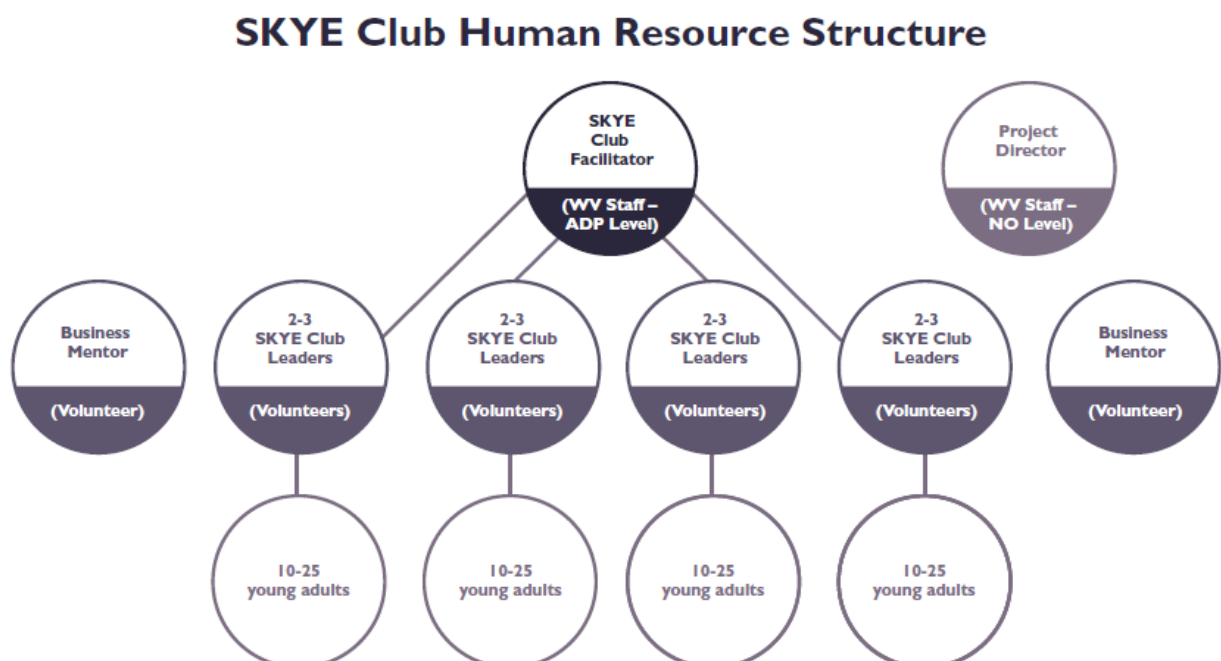 SKYE Club Human Resource Structure
SKYE
Club
Facilitator
(WV Staff –
ADP Level)
Project
Director
(WV Staff –
NO Level)
Business
Mentor
(Volunteer)
2-3
SKYE Club
Leaders
(Volunteers)
2-3
SKYE Club
Leaders
(Volunteers)
2-3
SKYE Club
Leaders
(Volunteers)
2-3
SKYE Club
Leaders
(Volunteers)
Business
Mentor
(Volunteer)
10-25
young adults
10-25
young adults
10-25
young adults
10-25
young adults